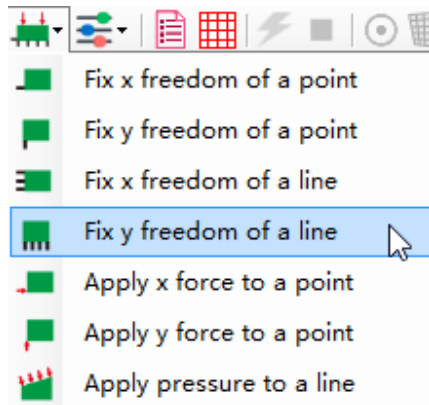 Fix x freedom of a point
Fix y freedom of a point
Fix x freedom of a line
Fix y freedom of a line
Apply x force to a point
Apply y force to a point
Apply pressure to a line